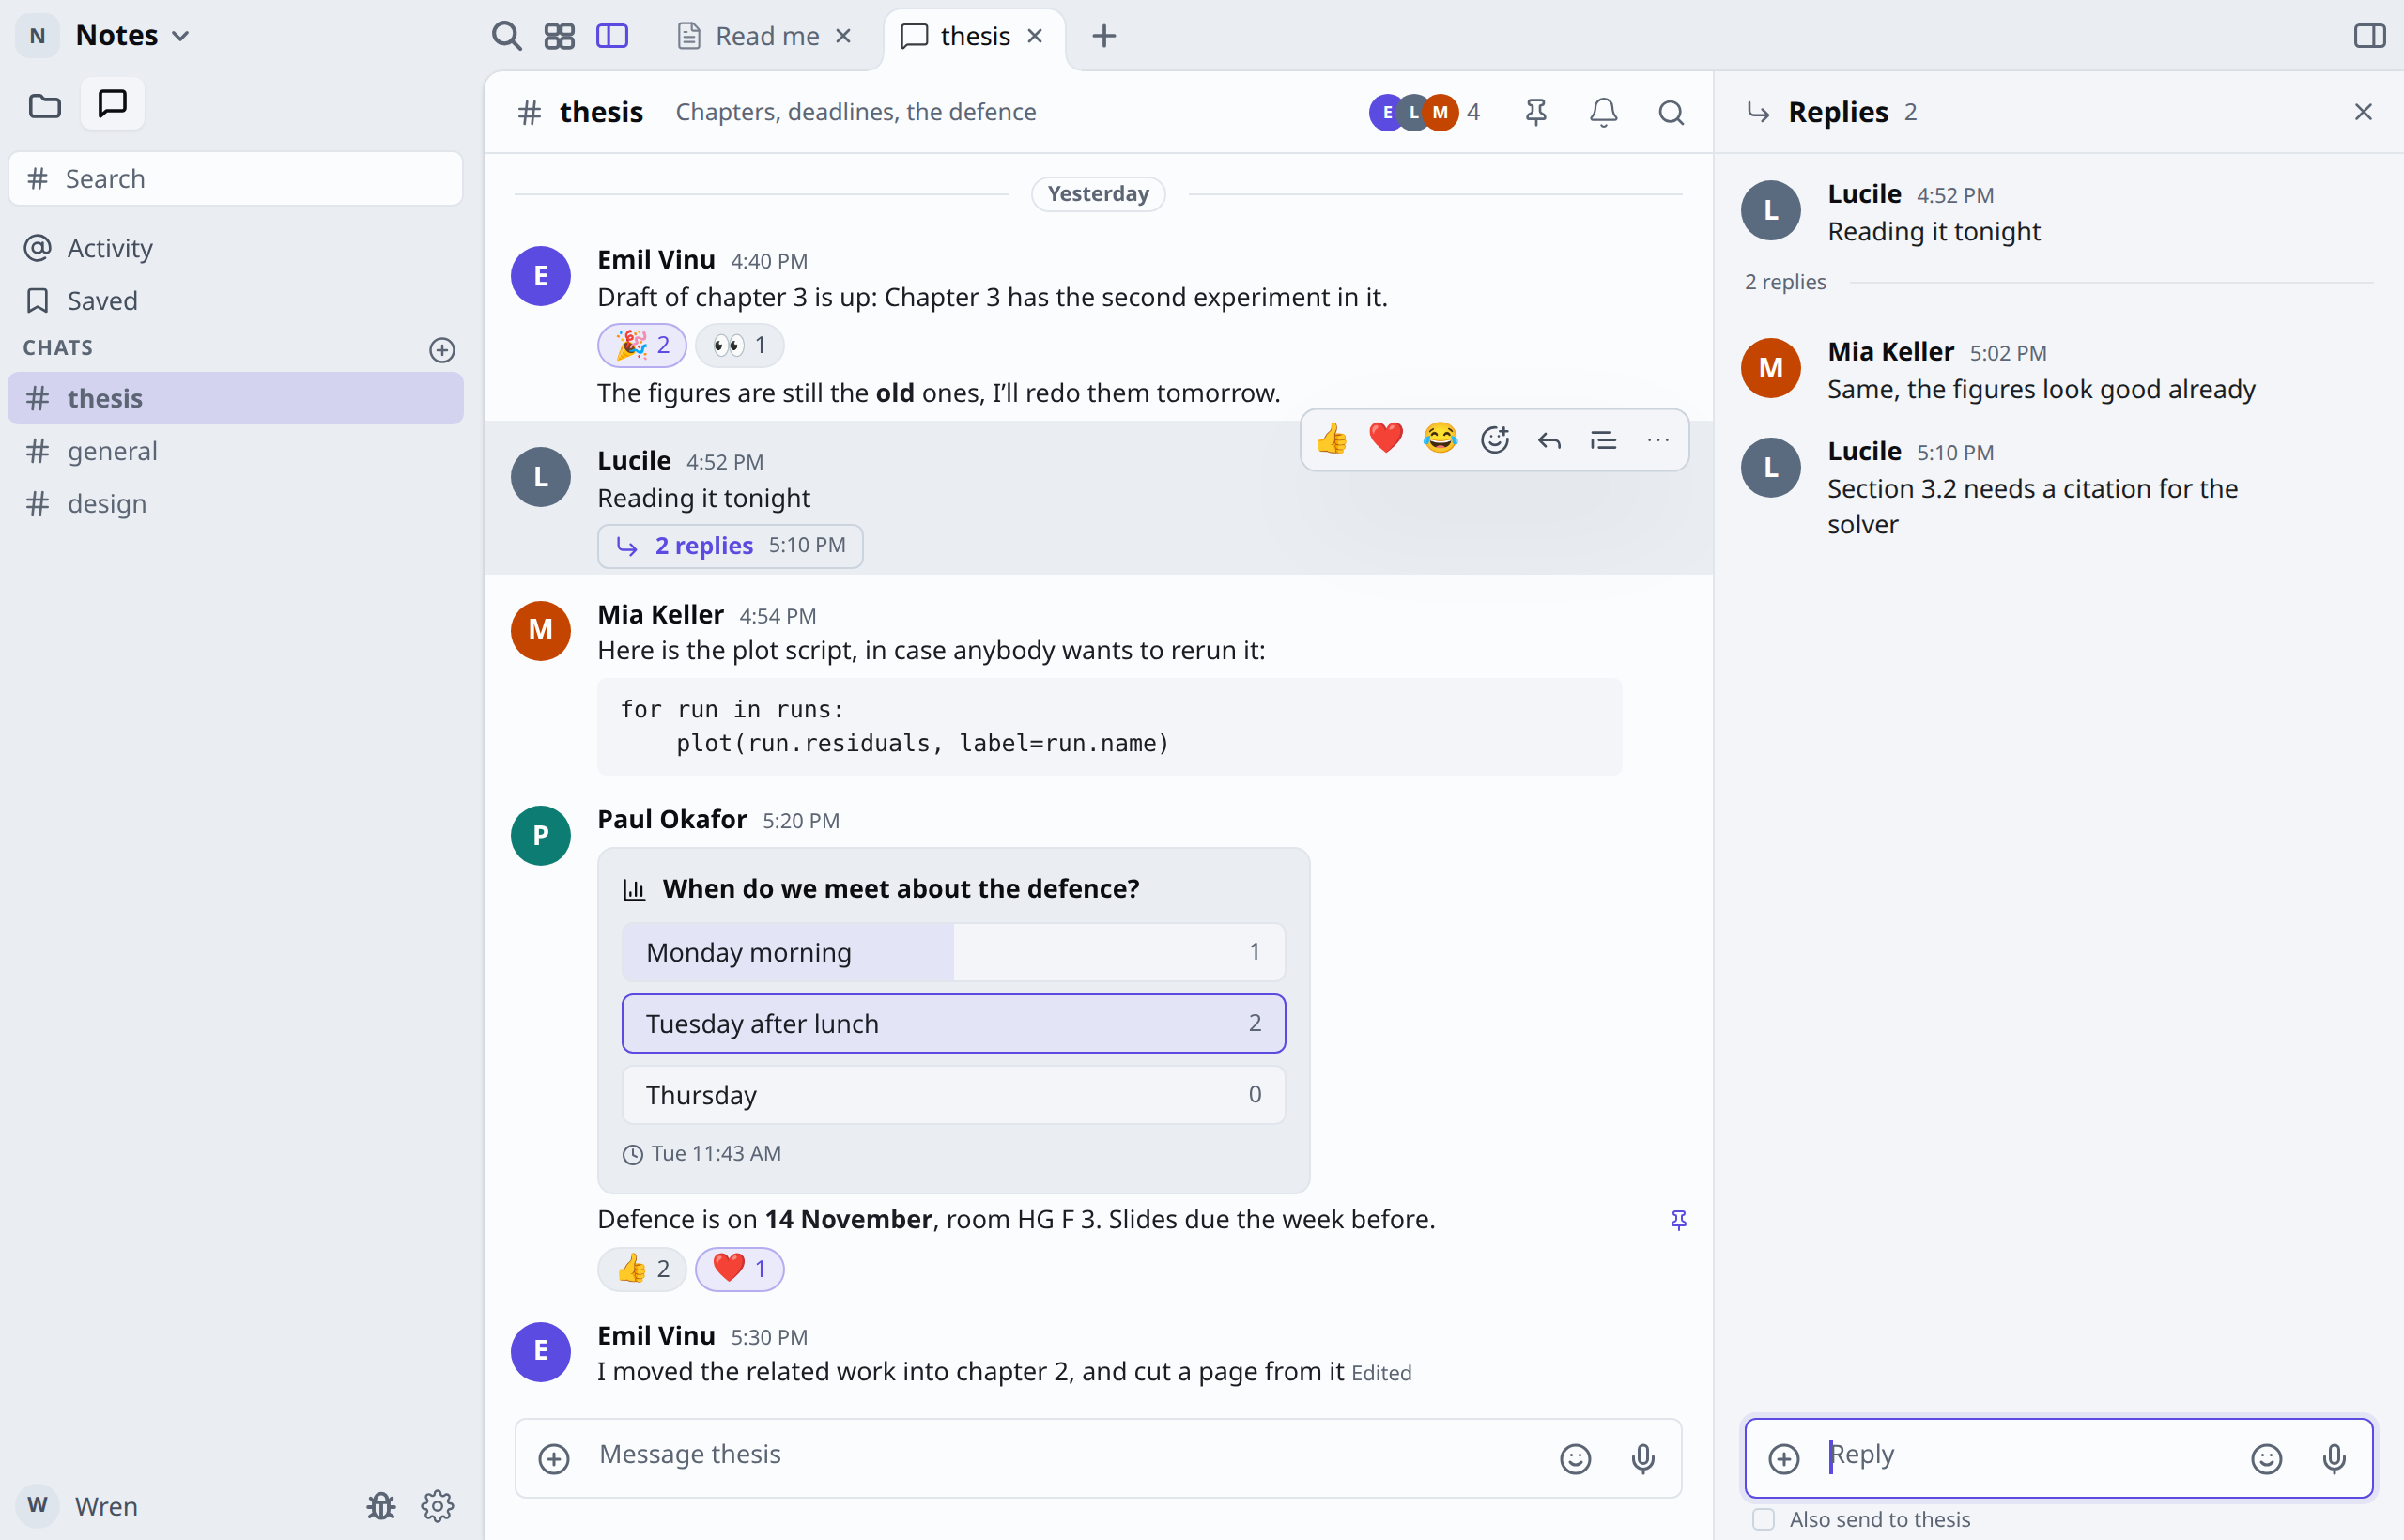 N Notes
Read me
thesis
# Search
Activity
Saved
CHATS
# thesis
# general
# design
W Wren
# thesis Chapters, deadlines, the defence
E L M 4
Yesterday
E
Emil Vinu 4:40 PM
Draft of chapter 3 is up: Chapter 3 has the second experiment in it.
🎉 2 👀 1
The figures are still the old ones, I’ll redo them tomorrow.
👍 ❤️ 😂 ···
L
Lucile 4:52 PM
Reading it tonight
2 replies 5:10 PM
M
Mia Keller 4:54 PM
Here is the plot script, in case anybody wants to rerun it:
for run in runs:
    plot(run.residuals, label=run.name)
P
Paul Okafor 5:20 PM
When do we meet about the defence?
Monday morning 1
Tuesday after lunch 2
Thursday 0
Tue 11:43 AM
Defence is on 14 November, room HG F 3. Slides due the week before.
👍 2 ❤️ 1
E
Emil Vinu 5:30 PM
I moved the related work into chapter 2, and cut a page from it Edited
Message thesis
Replies 2
L
Lucile 4:52 PM
Reading it tonight
2 replies
M
Mia Keller 5:02 PM
Same, the figures look good already
L
Lucile 5:10 PM
Section 3.2 needs a citation for the
solver
Reply
Also send to thesis